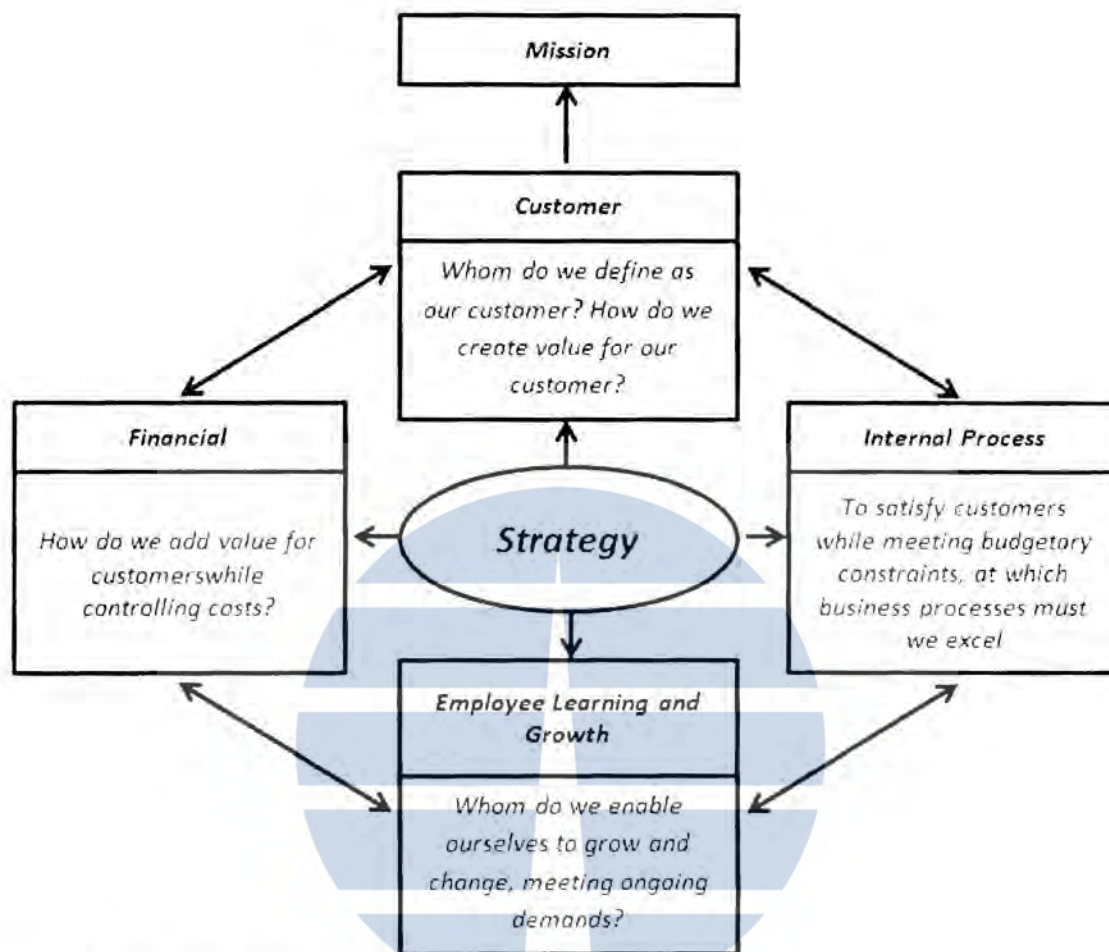 Mission
Customer
Whom do we define as
our customer? How do we
create value for our
customer?
Financial
How do we add value for
customerswhile
controlling costs?
Strategy
Internal Process
To satisfy customers
while meeting budgetary
constraints, at which
business processes must
we excel
Employee Learning and
Growth
Whom do we enable
ourselves to grow and
change, meeting ongoing
demands?